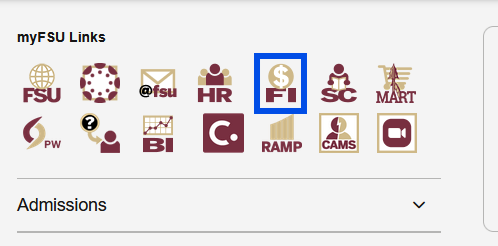 myFSU Links
FSU @fsu HR $ FI SC MART
PW ? BI C. RAMP CAMS
Admissions